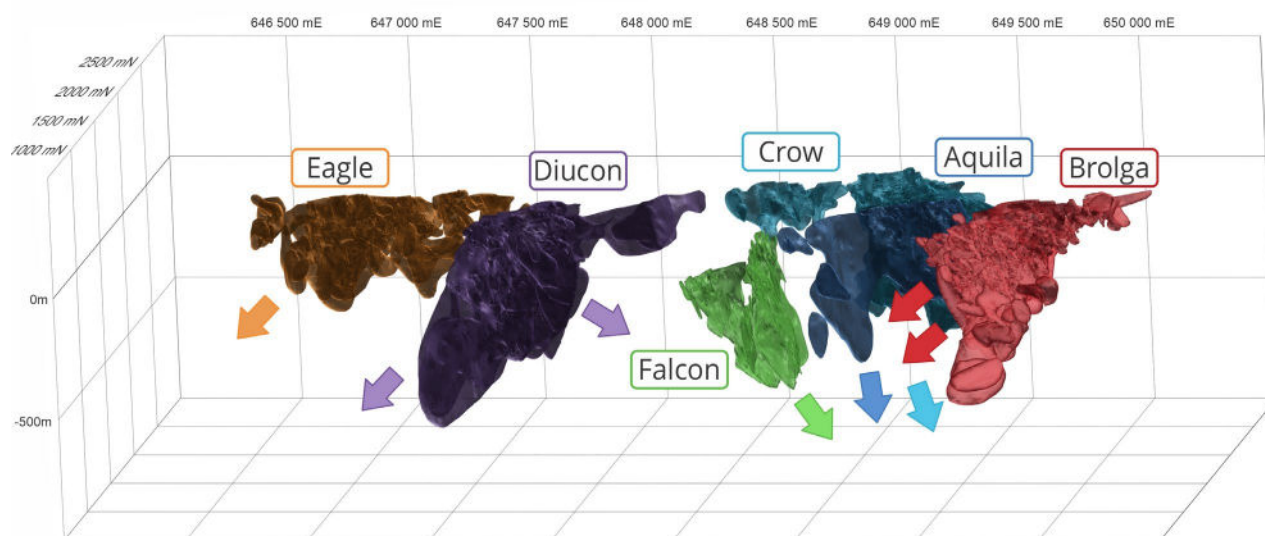 646 500 mE
647 000 mE
647 500 mE
648 000 mE
648 500 mE
649 000 mE
649 500 mE
650 000 mE
2500 mN
2000 mN
1500 mN
1000 mN
Eagle
Diucon
Crow
Aquila
Brolga
0m
Falcon
-500m